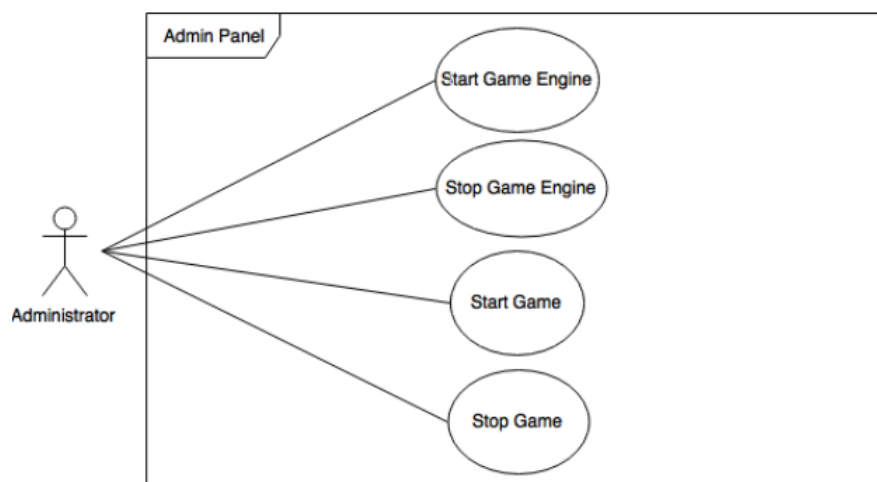 Admin Panel
Start Game Engine
Stop Game Engine
Start Game
Administrator
Stop Game